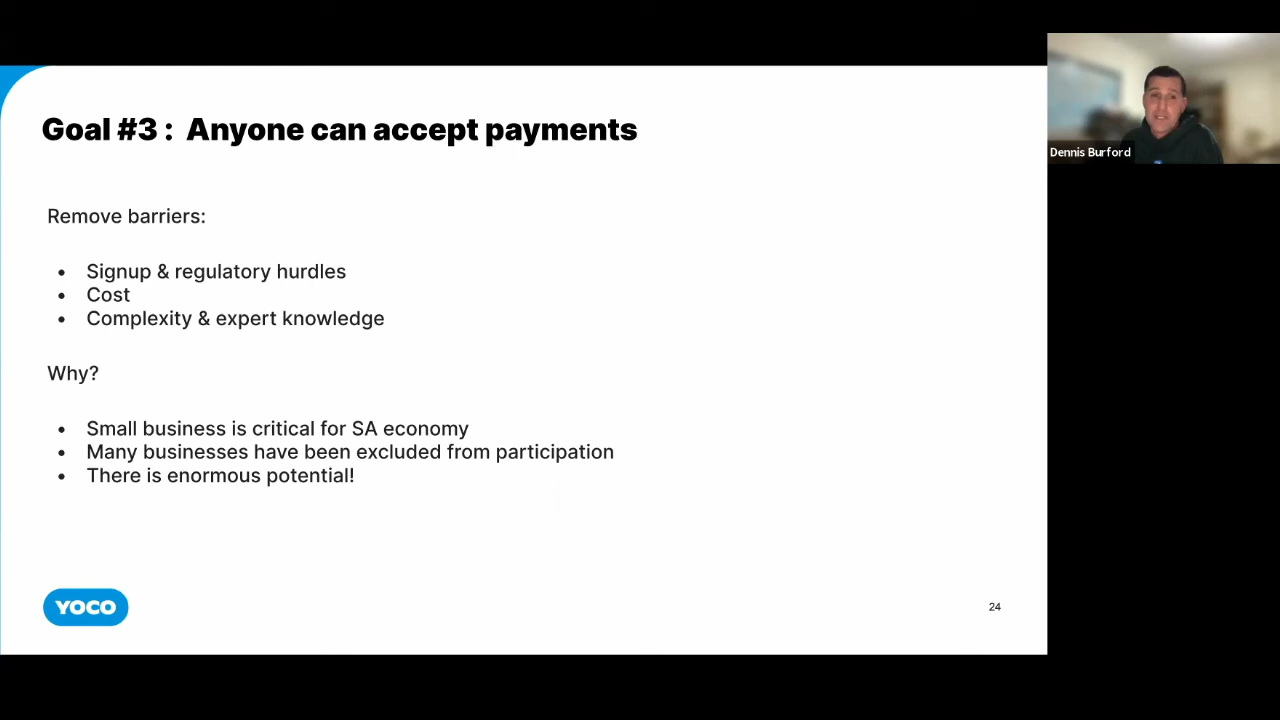 Goal #3 : Anyone can accept payments
Remove barriers:
• Signup & regulatory hurdles
• Cost
• Complexity & expert knowledge
Why?
• Small business is critical for SA economy
• Many businesses have been excluded from participation
• There is enormous potential!
YOCO
24
Dennis Burford